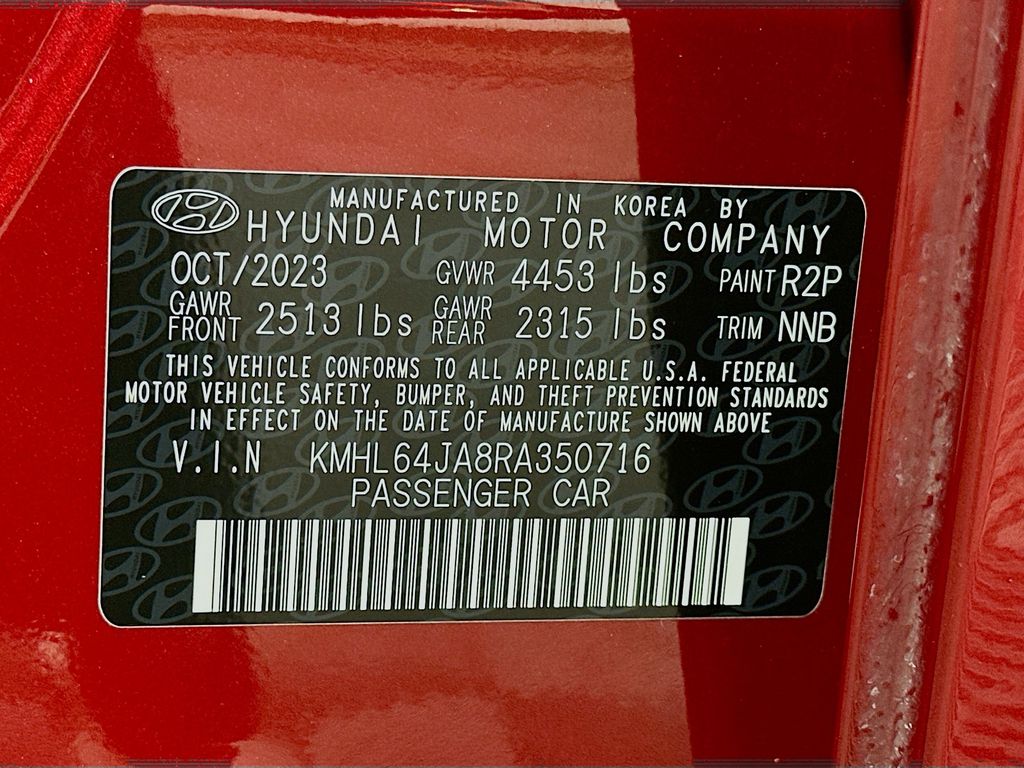 MANUFACTURED IN KOREA BY
HYUNDAI MOTOR COMPANY
OCT/2023 GVWR 4453 lbs PAINT R2P
GAWR FRONT 2513 lbs GAWR REAR 2315 lbs TRIM NNB
THIS VEHICLE CONFORMS TO ALL APPLICABLE U.S.A. FEDERAL
MOTOR VEHICLE SAFETY, BUMPER, AND THEFT PREVENTION STANDARDS
IN EFFECT ON THE DATE OF MANUFACTURE SHOWN ABOVE
V.I.N KMHL64JA8RA350716
PASSENGER CAR